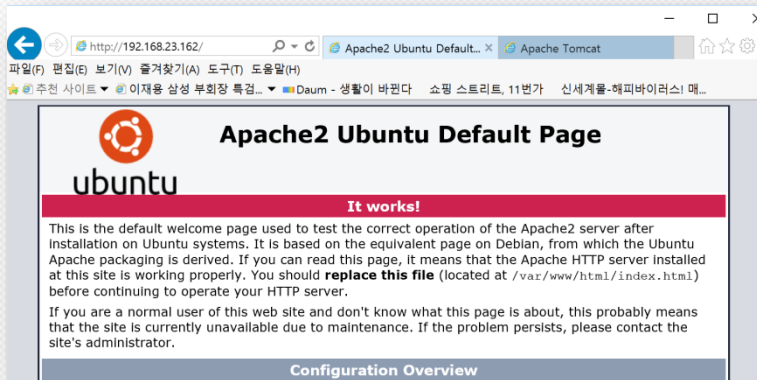 http://192.168.23.162/
Apache2 Ubuntu Default...
Apache Tomcat
파일(F) 편집(E) 보기(V) 즐겨찾기(A) 도구(T) 도움말(H)
추천 사이트 이재용 삼성 부회장 특검... Daum - 생활이 바뀐다 쇼핑 스트리트, 11번가 신세계몰-해피바이러스! 매...
ubuntu
Apache2 Ubuntu Default Page
It works!
This is the default welcome page used to test the correct operation of the Apache2 server after
installation on Ubuntu systems. It is based on the equivalent page on Debian, from which the Ubuntu
Apache packaging is derived. If you can read this page, it means that the Apache HTTP server installed
at this site is working properly. You should replace this file (located at /var/www/html/index.html)
before continuing to operate your HTTP server.
If you are a normal user of this web site and don't know what this page is about, this probably means
that the site is currently unavailable due to maintenance. If the problem persists, please contact the
site's administrator.
Configuration Overview